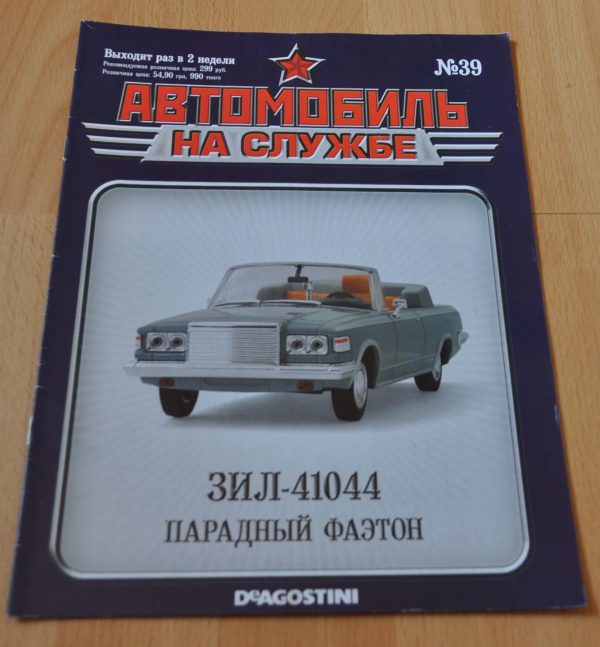 Выходит раз в 2 недели
Рекомендуемая розничная цена: 299 руб.
Розничная цена: 54,90 грн, 990 тенге
№39
АВТОМОБИЛЬ
НА СЛУЖБЕ
ЗИЛ-41044
ПАРАДНЫЙ ФАЭТОН
DEAGOSTINI